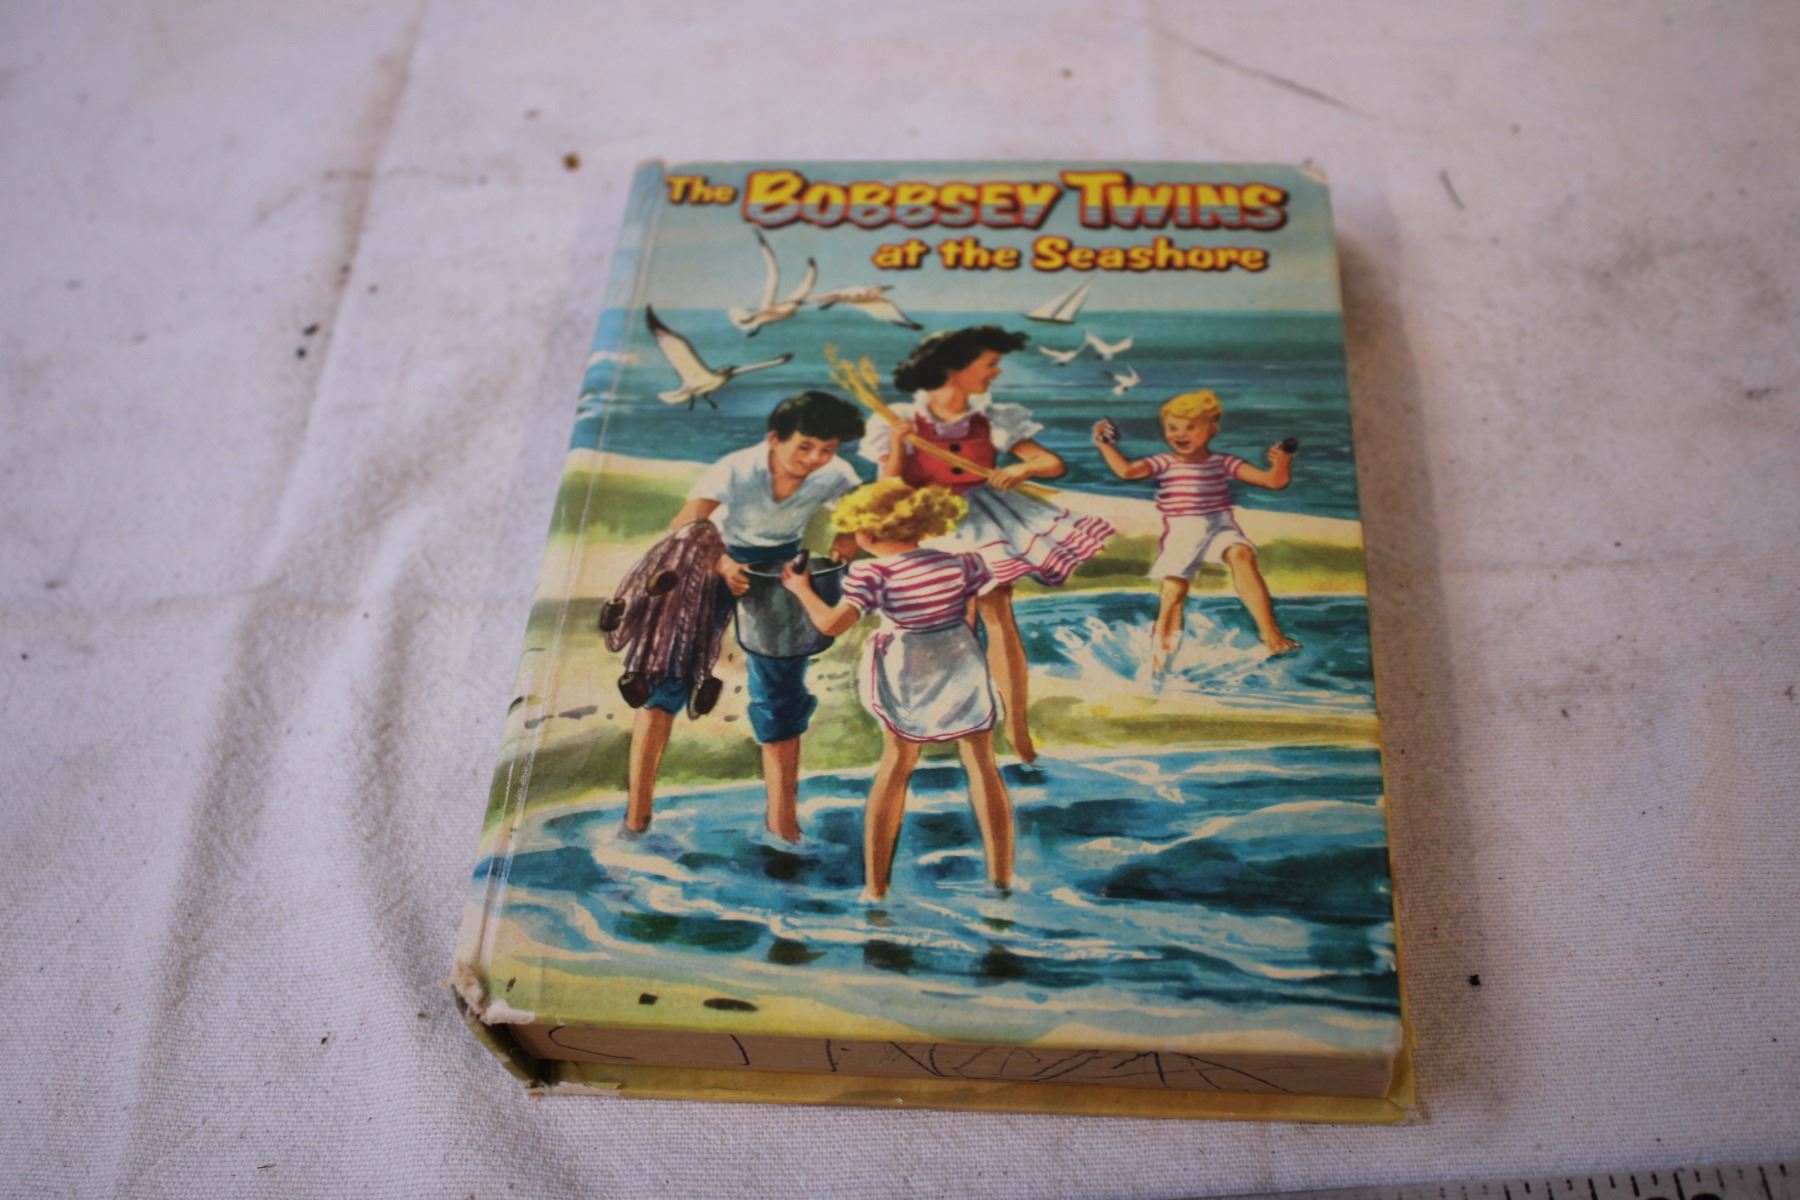 The BOBBSEY TWINS
at the Seashore